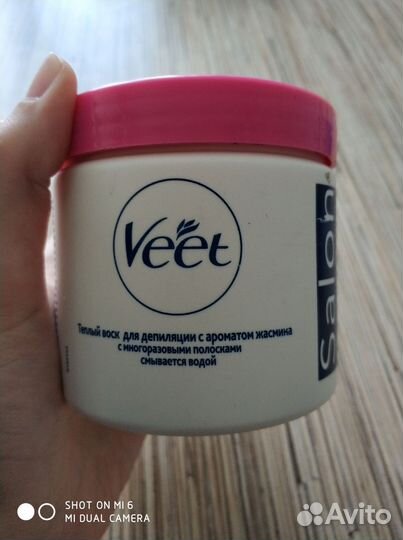 Veet
Теплый воск для депиляции с ароматом жасмина
с многоразовыми полосками
смывается водой
Salon
SHOT ON MI 6
MI DUAL CAMERA
Avito